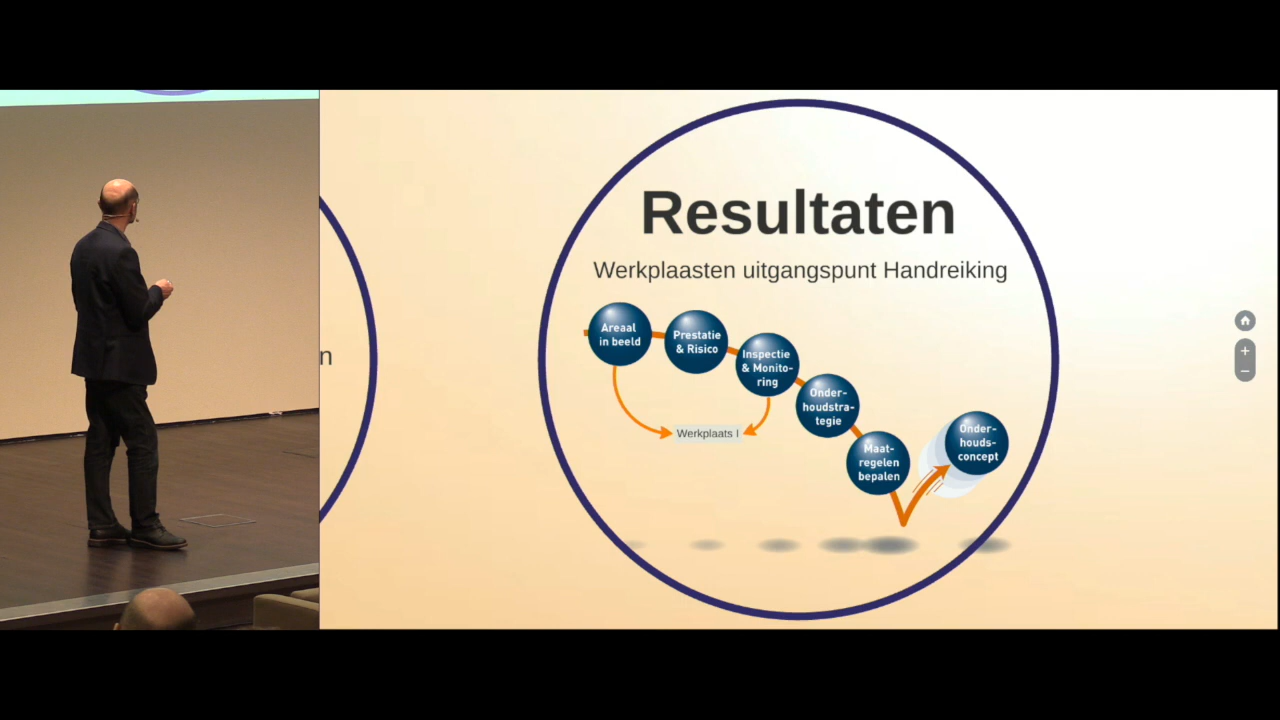 Resultaten
Werkplaasten uitgangspunt Handreiking
Areaal
in beeld
Prestatie
& Risico
Inspectie
& Monito-
ring
Onder-
houdstra-
tegie
Maat-
regelen
bepalen
Onder-
houds-
concept
Werkplaats I
n